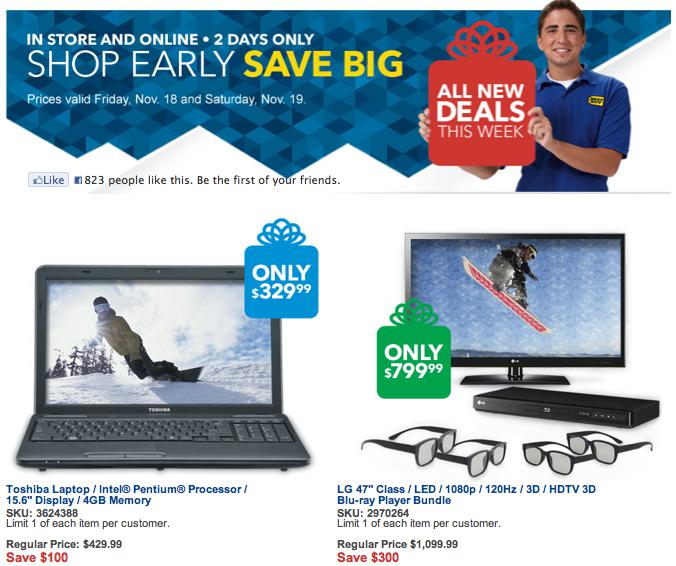 IN STORE AND ONLINE • 2 DAYS ONLY
SHOP EARLY SAVE BIG
Prices valid Friday, Nov. 18 and Saturday, Nov. 19.
ALL NEW
DEALS
THIS WEEK
BEST BUY
Like 823 people like this. Be the first of your friends.
ONLY
$329⁹⁹
TOSHIBA
ONLY
$799⁹⁹
LG
LG
Toshiba Laptop / Intel® Pentium® Processor /
15.6" Display / 4GB Memory
SKU: 3624388
Limit 1 of each item per customer.
Regular Price: $429.99
Save $100
LG 47" Class / LED / 1080p / 120Hz / 3D / HDTV 3D
Blu-ray Player Bundle
SKU: 2970264
Limit 1 of each item per customer.
Regular Price: $1,099.99
Save $300